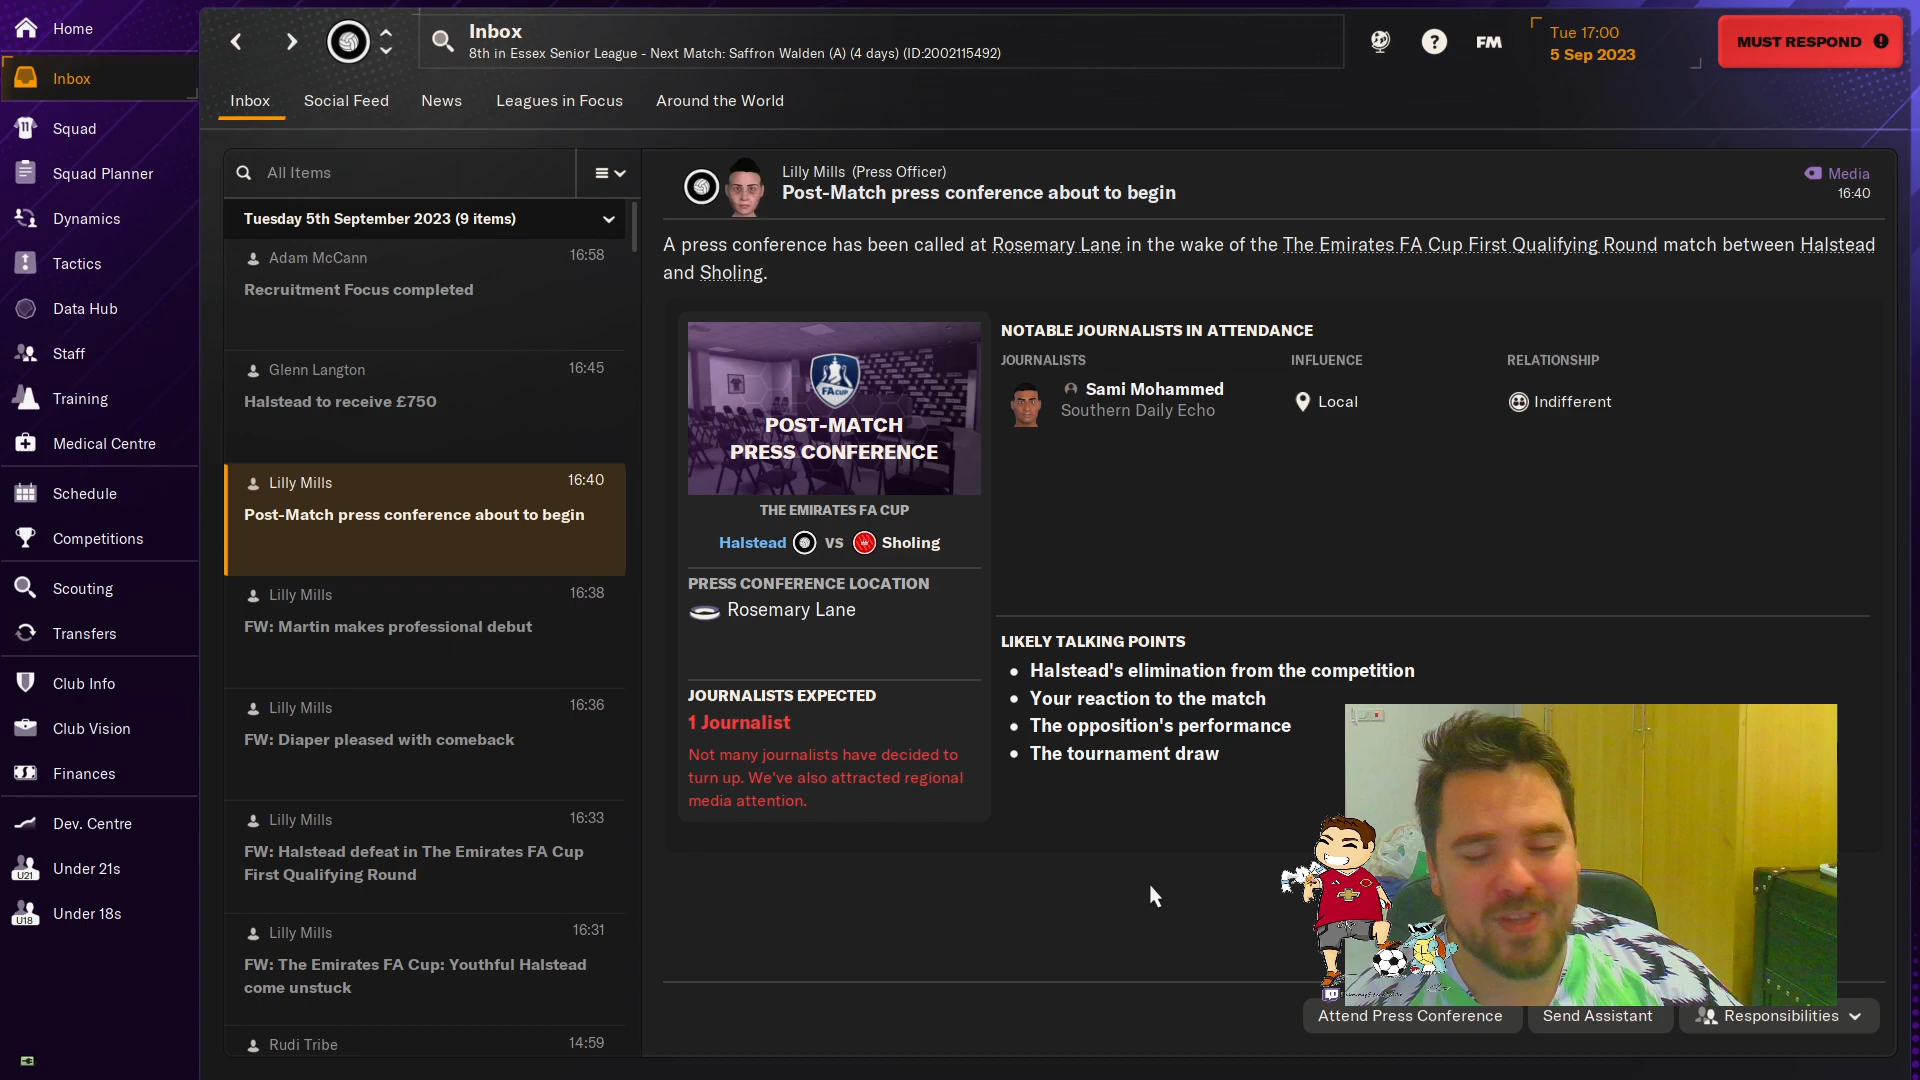 Home
Inbox
Squad
Squad Planner
Dynamics
Tactics
Data Hub
Staff
Training
Medical Centre
Schedule
Competitions
Scouting
Transfers
Club Info
Club Vision
Finances
Dev. Centre
U21 Under 21s
U18 Under 18s
Inbox
8th in Essex Senior League - Next Match: Saffron Walden (A) (4 days) (ID:2002115492)
?
FM
Tue 17:00
5 Sep 2023
MUST RESPOND
Inbox Social Feed News Leagues in Focus Around the World
All Items
Tuesday 5th September 2023 (9 items)
Adam McCann 16:58
Recruitment Focus completed
Glenn Langton 16:45
Halstead to receive £750
Lilly Mills 16:40
Post-Match press conference about to begin
Lilly Mills 16:38
FW: Martin makes professional debut
Lilly Mills 16:36
FW: Diaper pleased with comeback
Lilly Mills 16:33
FW: Halstead defeat in The Emirates FA Cup
First Qualifying Round
Lilly Mills 16:31
FW: The Emirates FA Cup: Youthful Halstead
come unstuck
Rudi Tribe 14:59
Lilly Mills (Press Officer)
Post-Match press conference about to begin
Media
16:40
A press conference has been called at Rosemary Lane in the wake of the The Emirates FA Cup First Qualifying Round match between Halstead
and Sholing.
FA CUP
POST-MATCH
PRESS CONFERENCE
THE EMIRATES FA CUP
Halstead VS Sholing
PRESS CONFERENCE LOCATION
Rosemary Lane
JOURNALISTS EXPECTED
1 Journalist
Not many journalists have decided to
turn up. We've also attracted regional
media attention.
NOTABLE JOURNALISTS IN ATTENDANCE
JOURNALISTS INFLUENCE RELATIONSHIP
Sami Mohammed
Southern Daily Echo
Local
Indifferent
LIKELY TALKING POINTS
• Halstead's elimination from the competition
• Your reaction to the match
• The opposition's performance
• The tournament draw
Attend Press Conference Send Assistant Responsibilities